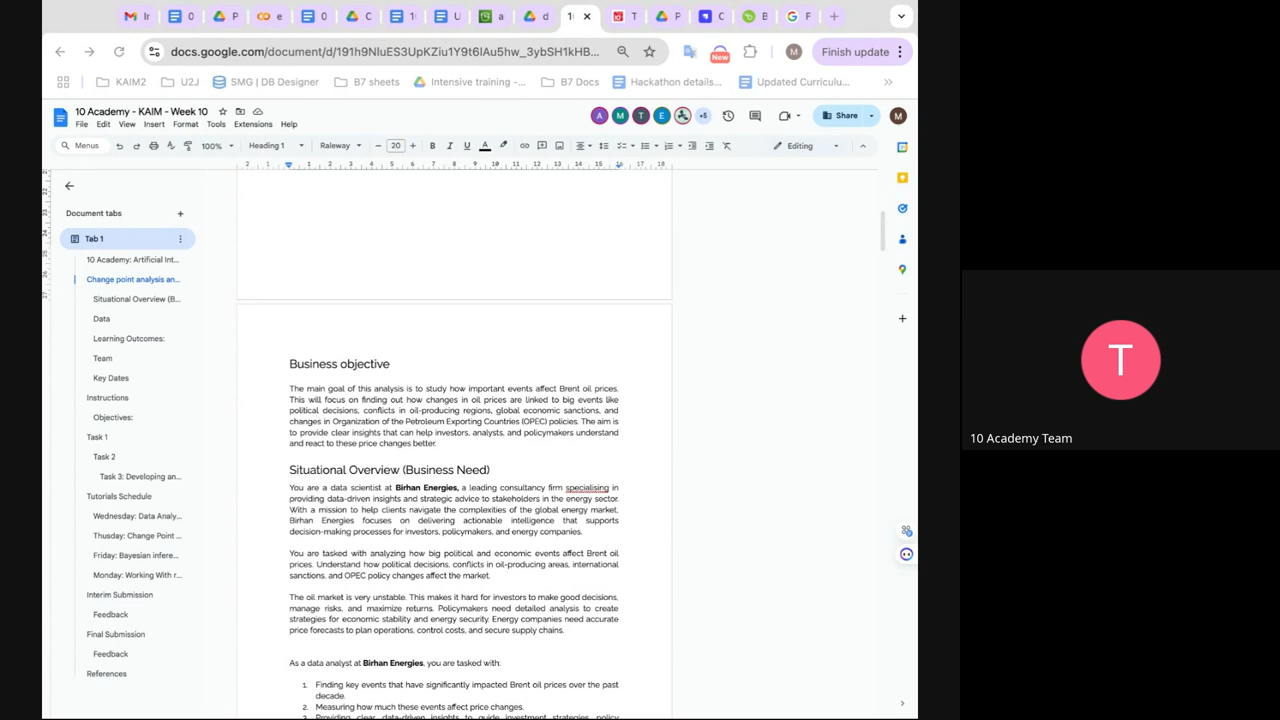 docs.google.com/document/d/191h9NluES3UpKZiu1Y9t6lAu5hw_3ybSH1kHB...
New
M
Finish update
KAIM2
U2J
SMG | DB Designer
B7 sheets
Intensive training -...
B7 Docs
Hackathon details...
Updated Curriculu...
10 Academy - KAIM - Week 10
File Edit View Insert Format Tools Extensions Help
A M T E +5
Share
M
Menus
100%
Heading 1
Raleway
20
Editing
Document tabs
Tab 1
10 Academy: Artificial Int...
Change point analysis an...
Situational Overview (B...
Data
Learning Outcomes:
Team
Key Dates
Instructions
Objectives:
Task 1
Task 2
Task 3: Developing an...
Tutorials Schedule
Wednesday: Data Analy...
Thusday: Change Point ...
Friday: Bayesian infere...
Monday: Working With r...
Interim Submission
Feedback
Final Submission
Feedback
References
Business objective
The main goal of this analysis is to study how important events affect Brent oil prices.
This will focus on finding out how changes in oil prices are linked to big events like
political decisions, conflicts in oil-producing regions, global economic sanctions, and
changes in Organization of the Petroleum Exporting Countries (OPEC) policies. The aim is
to provide clear insights that can help investors, analysts, and policymakers understand
and react to these price changes better.
Situational Overview (Business Need)
You are a data scientist at Birhan Energies, a leading consultancy firm specialising in
providing data-driven insights and strategic advice to stakeholders in the energy sector.
With a mission to help clients navigate the complexities of the global energy market,
Birhan Energies focuses on delivering actionable intelligence that supports
decision-making processes for investors, policymakers, and energy companies.
You are tasked with analyzing how big political and economic events affect Brent oil
prices. Understand how political decisions, conflicts in oil-producing areas, international
sanctions, and OPEC policy changes affect the market.
The oil market is very unstable. This makes it hard for investors to make good decisions,
manage risks, and maximize returns. Policymakers need detailed analysis to create
strategies for economic stability and energy security. Energy companies need accurate
price forecasts to plan operations, control costs, and secure supply chains.
As a data analyst at Birhan Energies, you are tasked with:
1. Finding key events that have significantly impacted Brent oil prices over the past
decade.
2. Measuring how much these events affect price changes.
3. Providing clear data-driven insights to guide investment strategies, policy
T
10 Academy Team